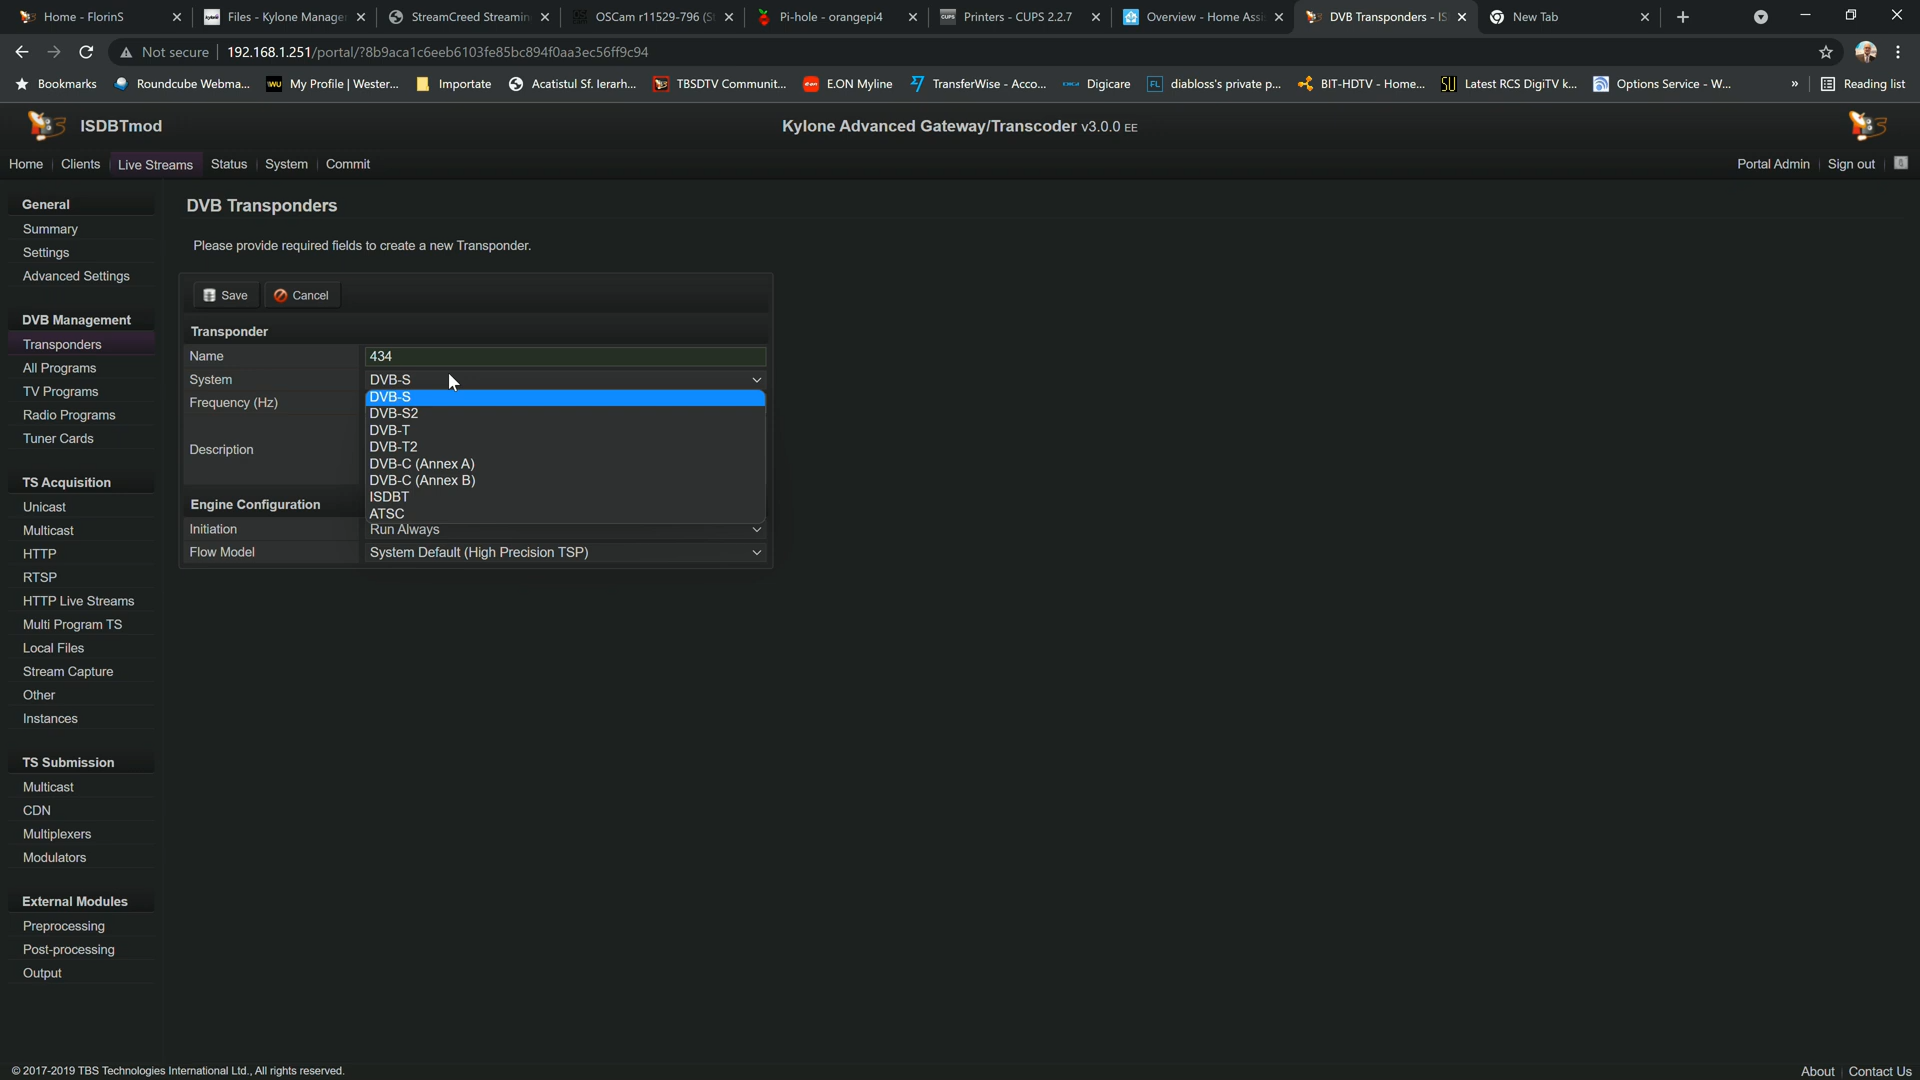 Home - FlorinS
Files - Kylone Manage
StreamCreed Streamin
OSCam r11529-796 (S
Pi-hole - orangepi4
Printers - CUPS 2.2.7
Overview - Home Assi
DVB Transponders - IS
New Tab
Not secure
192.168.1.251/portal/?8b9aca1c6eeb6103fe85bc894f0aa3ec56ff9c94
Bookmarks
Roundcube Webma...
My Profile | Wester...
Importate
Acatistul Sf. Ierarh...
TBSDTV Communit...
E.ON Myline
TransferWise - Acco...
Digicare
FL
diabloss's private p...
BIT-HDTV - Home...
SU
Latest RCS DigiTV k...
Options Service - W...
»
Reading list
ISDBTmod
Kylone Advanced Gateway/Transcoder v3.0.0 EE
Home
Clients
Live Streams
Status
System
Commit
Portal Admin
Sign out
General
Summary
Settings
Advanced Settings
DVB Management
Transponders
All Programs
TV Programs
Radio Programs
Tuner Cards
TS Acquisition
Unicast
Multicast
HTTP
RTSP
HTTP Live Streams
Multi Program TS
Local Files
Stream Capture
Other
Instances
TS Submission
Multicast
CDN
Multiplexers
Modulators
External Modules
Preprocessing
Post-processing
Output
DVB Transponders
Please provide required fields to create a new Transponder.
Save
Cancel
Transponder
Name
434
System
DVB-S
Frequency (Hz)
Description
DVB-S
DVB-S2
DVB-T
DVB-T2
DVB-C (Annex A)
DVB-C (Annex B)
ISDBT
ATSC
Engine Configuration
Initiation
Run Always
Flow Model
System Default (High Precision TSP)
© 2017-2019 TBS Technologies International Ltd., All rights reserved.
About
Contact Us